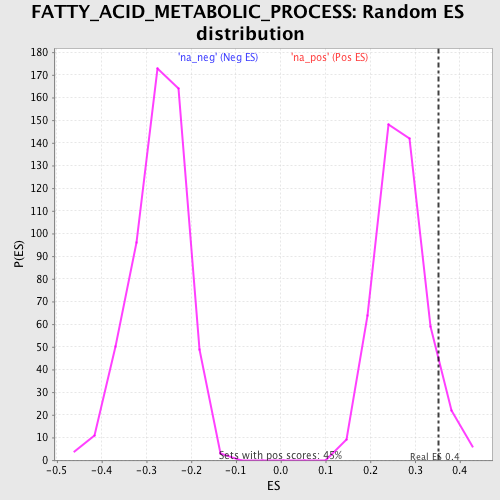 FATTY_ACID_METABOLIC_PROCESS: Random ES
distribution
'na_neg' (Neg ES) 'na_pos' (Pos ES)
180
170
160
150
140
130
120
110
100
90
80
70
60
50
40
30
20
10
0
P(ES)
Sets with pos scores: 45%
Real ES 0.4
-0.5 -0.4 -0.3 -0.2 -0.1 0.0 0.1 0.2 0.3 0.4
ES